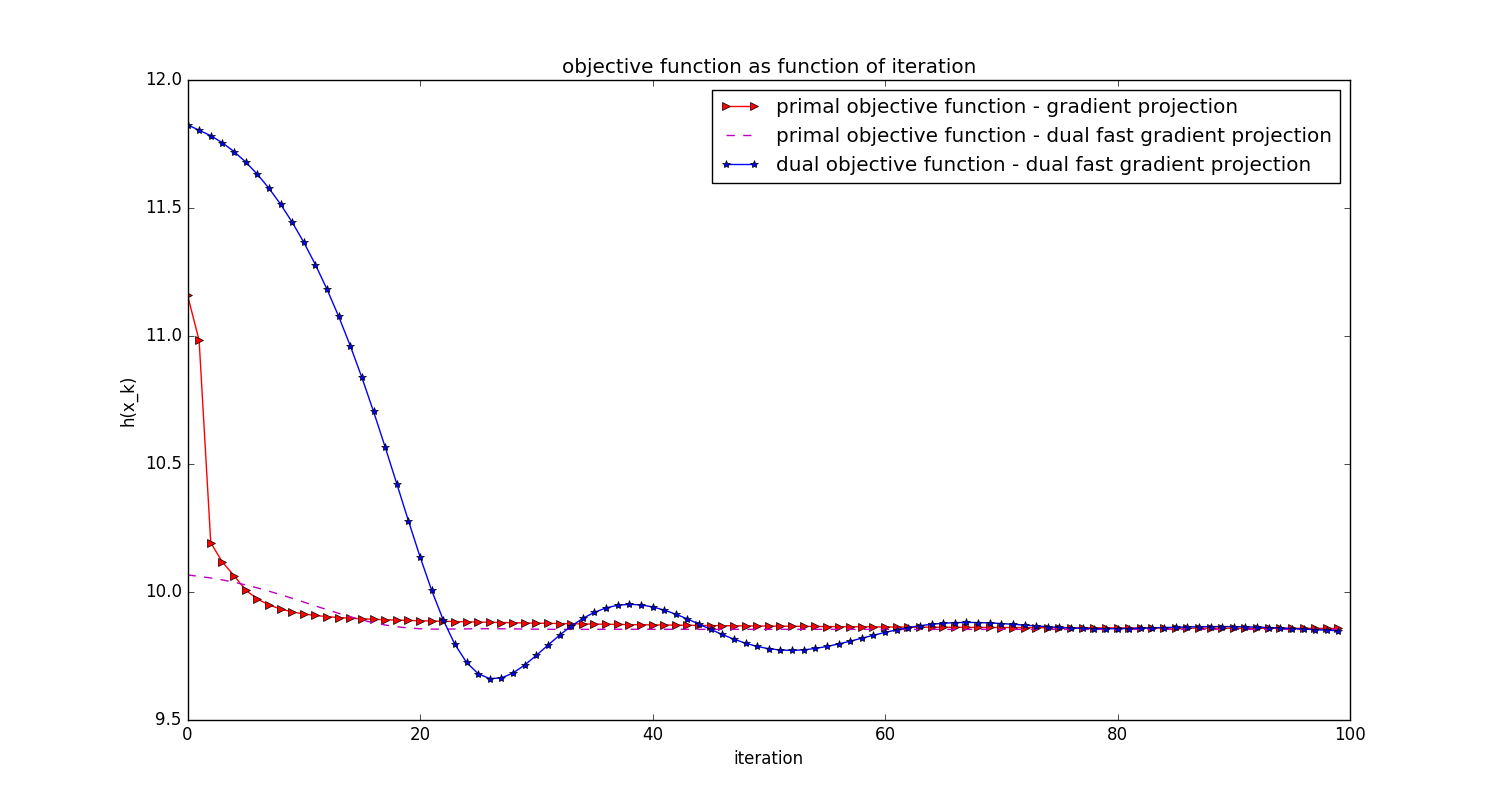 objective function as function of iteration
12.0
11.5
11.0
10.5
10.0
9.5
h(x_k)
primal objective function - gradient projection
primal objective function - dual fast gradient projection
dual objective function - dual fast gradient projection
0 20 40 60 80 100
iteration